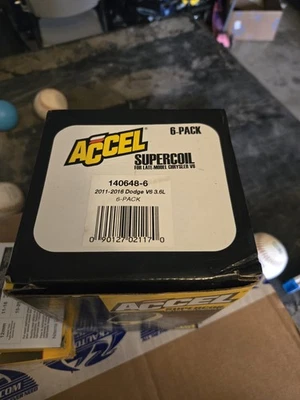 6-PACK
ACCEL
SUPERCOIL
FOR LATE MODEL CHRYSLER V6
140648-6
2011-2016 Dodge V6 3.6L
6-PACK
0 90127 02117 0
ACCEL